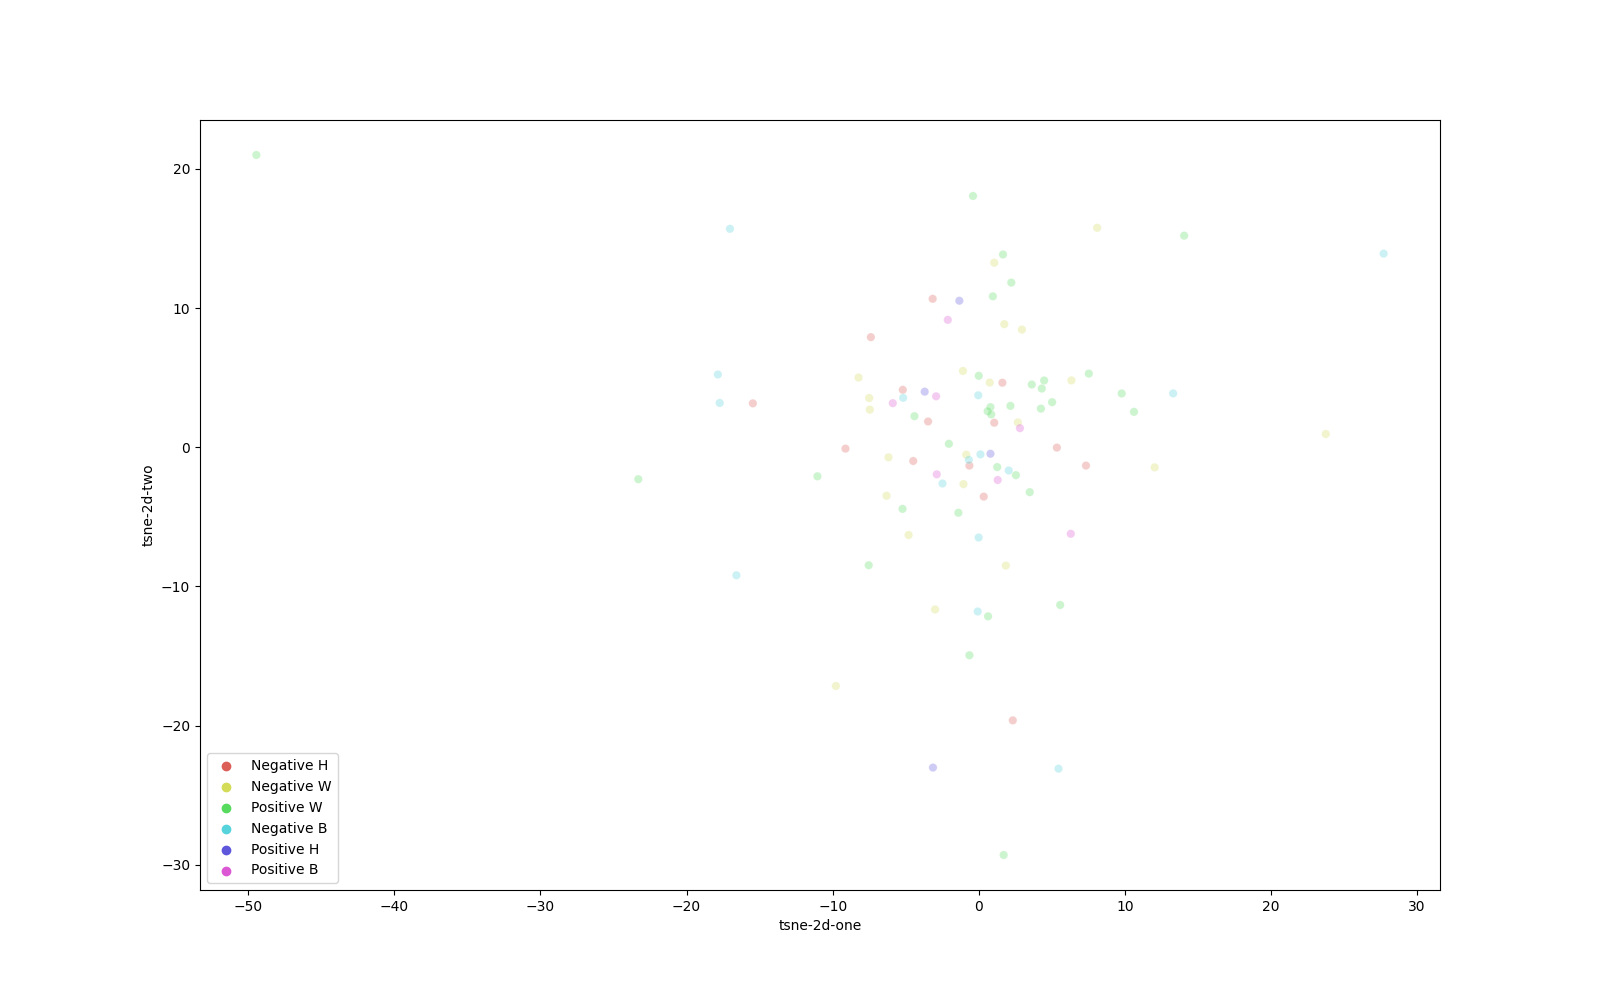 20
10
0
−10
−20
−30
tsne-2d-two
Negative H
Negative W
Positive W
Negative B
Positive H
Positive B
−50 −40 −30 −20 −10 0 10 20 30
tsne-2d-one